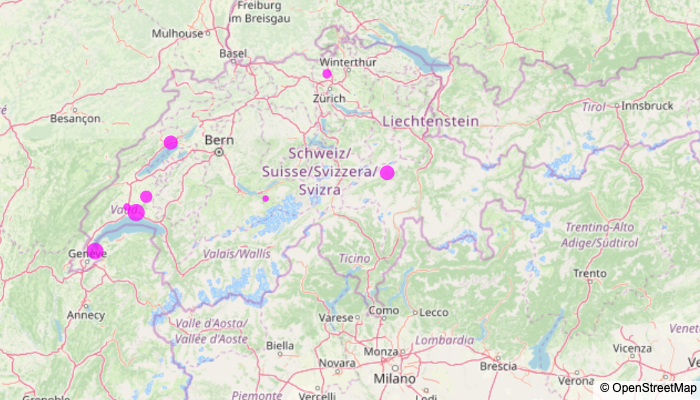 Freiburg
im Breisgau
Mulhouse
Basel
Winterthur
Zürich
Besançon
Bern
Liechtenstein
Tirol
Innsbruck
Schweiz/
Suisse/Svizzera/
Svizra
Genève
Valais/Wallis
Ticino
Trentino-Alto
Adige/Südtirol
Trento
Annecy
Valle d'Aosta/
Vallée d'Aoste
Varese
Como
Lecco
Lombardia
Biella
Monza
Novara
Milano
Brescia
Vicenza
Verona
Piemonte
Vercelli
Lodi
Grenoble
© OpenStreetMap